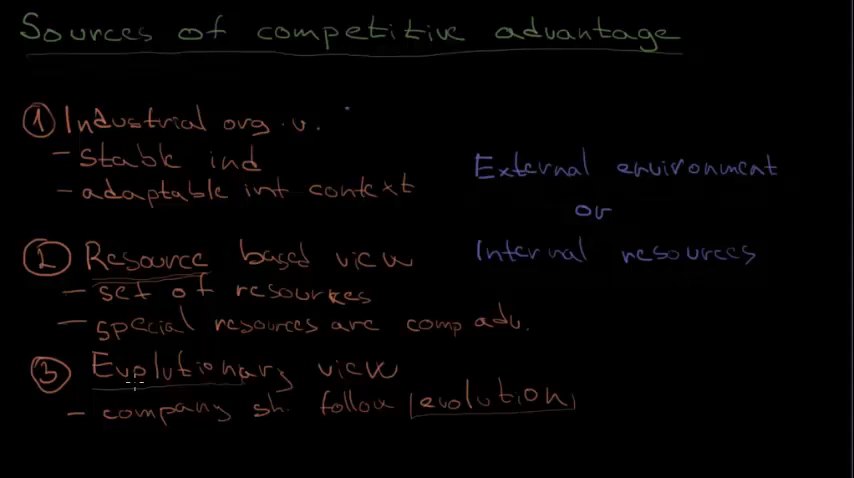 Sources of competitive advantage
① Industrial org. v.
- stable ind
- adaptable int context
External environment
or
Internal resources
② Resource based view
- set of resources
- special resources are comp adv.
③ Evolutionary view
- company sh. follow evolution